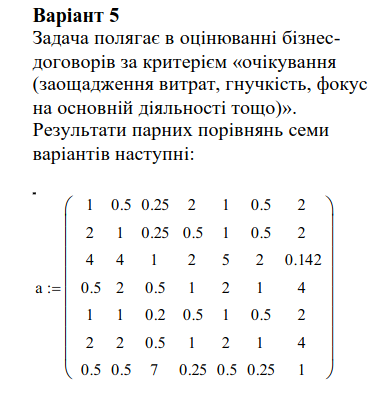 Варіант 5
Задача полягає в оцінюванні бізнес-
договорів за критерієм «очікування
(заощадження витрат, гнучкість, фокус
на основній діяльності тощо)».
Результати парних порівнянь семи
варіантів наступні:
1 0.5 0.25 2 1 0.5 2
2 1 0.25 0.5 1 0.5 2
4 4 1 2 5 2 0.142
a := 0.5 2 0.5 1 2 1 4
1 1 0.2 0.5 1 0.5 2
2 2 0.5 1 2 1 4
0.5 0.5 7 0.25 0.5 0.25 1